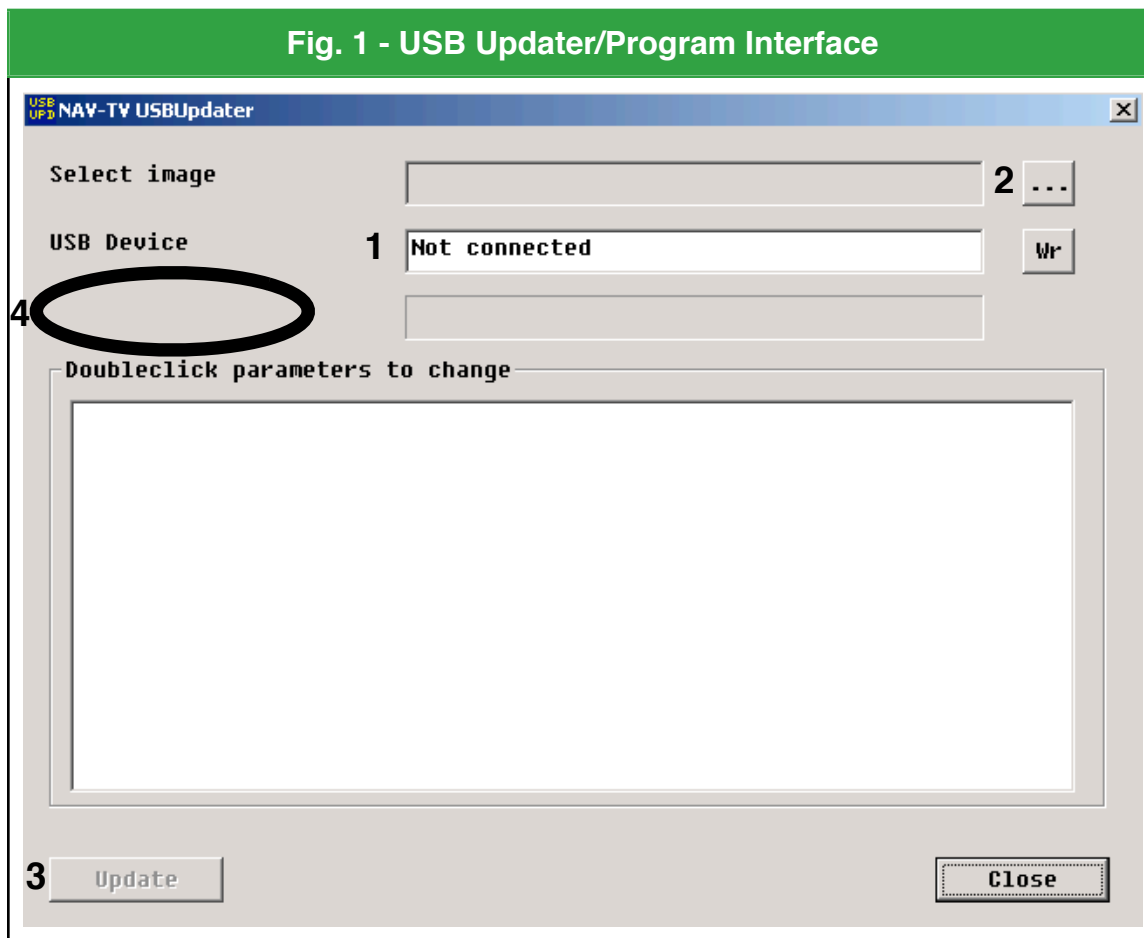 Fig. 1 - USB Updater/Program Interface
USB UPD NAV-TV USBUpdater
Select image 2 ...
USB Device 1 Not connected Wr
4
Doubleclick parameters to change
3 Update Close